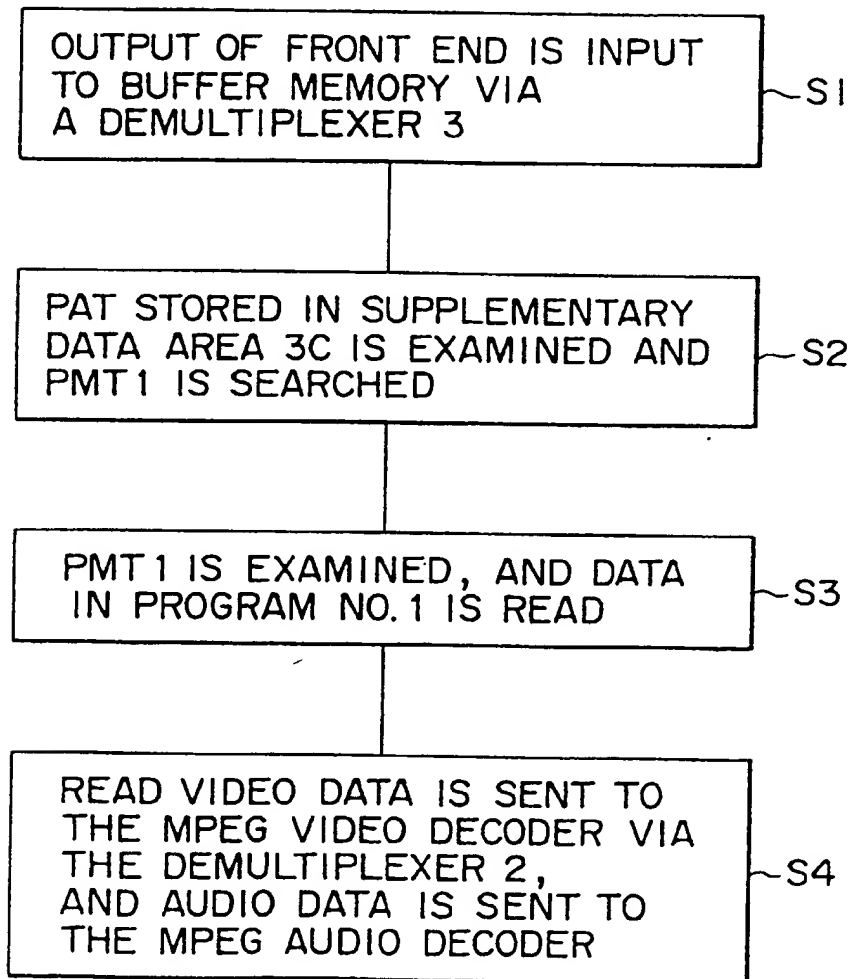 OUTPUT OF FRONT END IS INPUT
TO BUFFER MEMORY VIA
A DEMULTIPLEXER 3
S1
PAT STORED IN SUPPLEMENTARY
DATA AREA 3C IS EXAMINED AND
PMT1 IS SEARCHED
S2
PMT1 IS EXAMINED, AND DATA
IN PROGRAM NO.1 IS READ
S3
READ VIDEO DATA IS SENT TO
THE MPEG VIDEO DECODER VIA
THE DEMULTIPLEXER 2,
AND AUDIO DATA IS SENT TO
THE MPEG AUDIO DECODER
S4